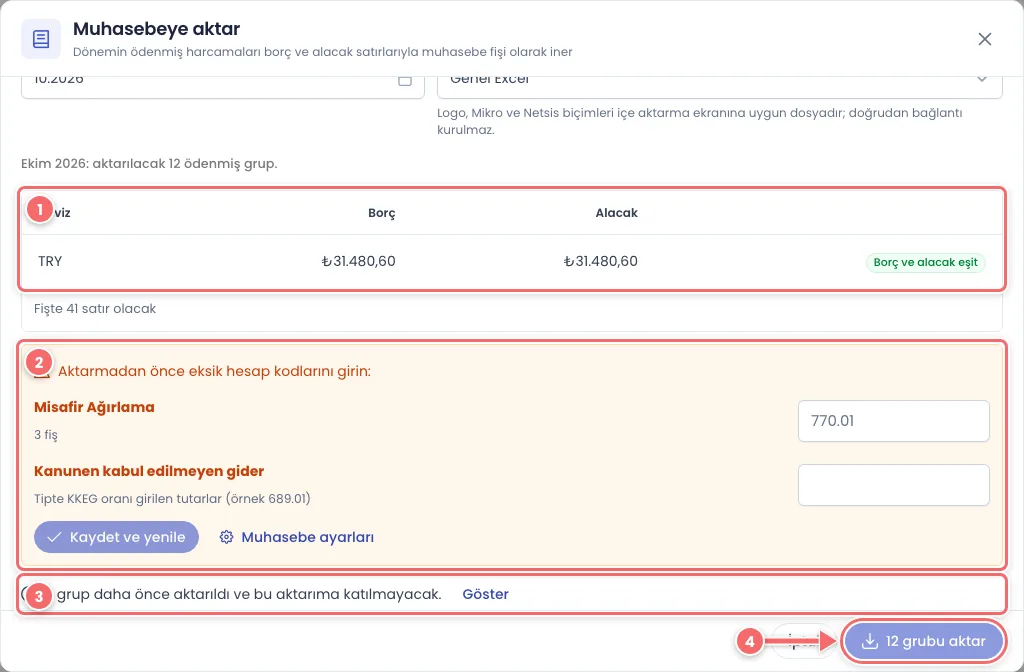 Muhasebeye aktar
Dönemin ödenmiş harcamaları borç ve alacak satırlarıyla muhasebe fişi olarak iner
10.2026
Genel Excel
Logo, Mikro ve Netsis biçimleri içe aktarma ekranına uygun dosyadır; doğrudan bağlantı
kurulmaz.
Ekim 2026: aktarılacak 12 ödenmiş grup.
1
viz Borç Alacak
TRY ₺31.480,60 ₺31.480,60 Borç ve alacak eşit
Fişte 41 satır olacak
2
Aktarmadan önce eksik hesap kodlarını girin:
Misafir Ağırlama
3 fiş
770.01
Kanunen kabul edilmeyen gider
Tipte KKEG oranı girilen tutarlar (örnek 689.01)
Kaydet ve yenile Muhasebe ayarları
3
grup daha önce aktarıldı ve bu aktarıma katılmayacak. Göster
4
12 grubu aktar